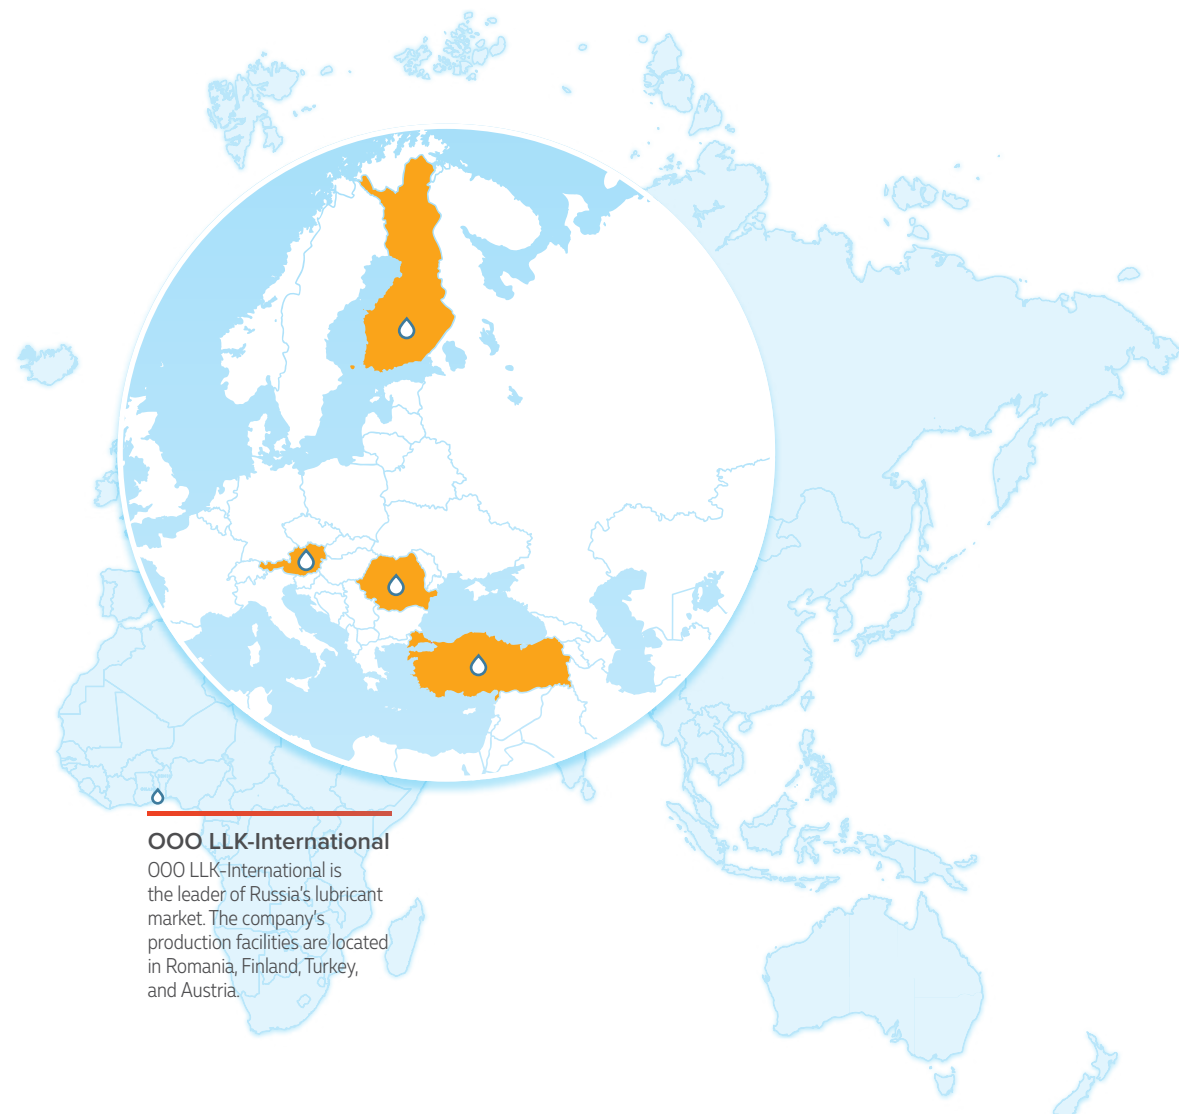 OOO LLK-International
OOO LLK-International is
the leader of Russia's lubricant
market. The company's
production facilities are located
in Romania, Finland, Turkey,
and Austria.